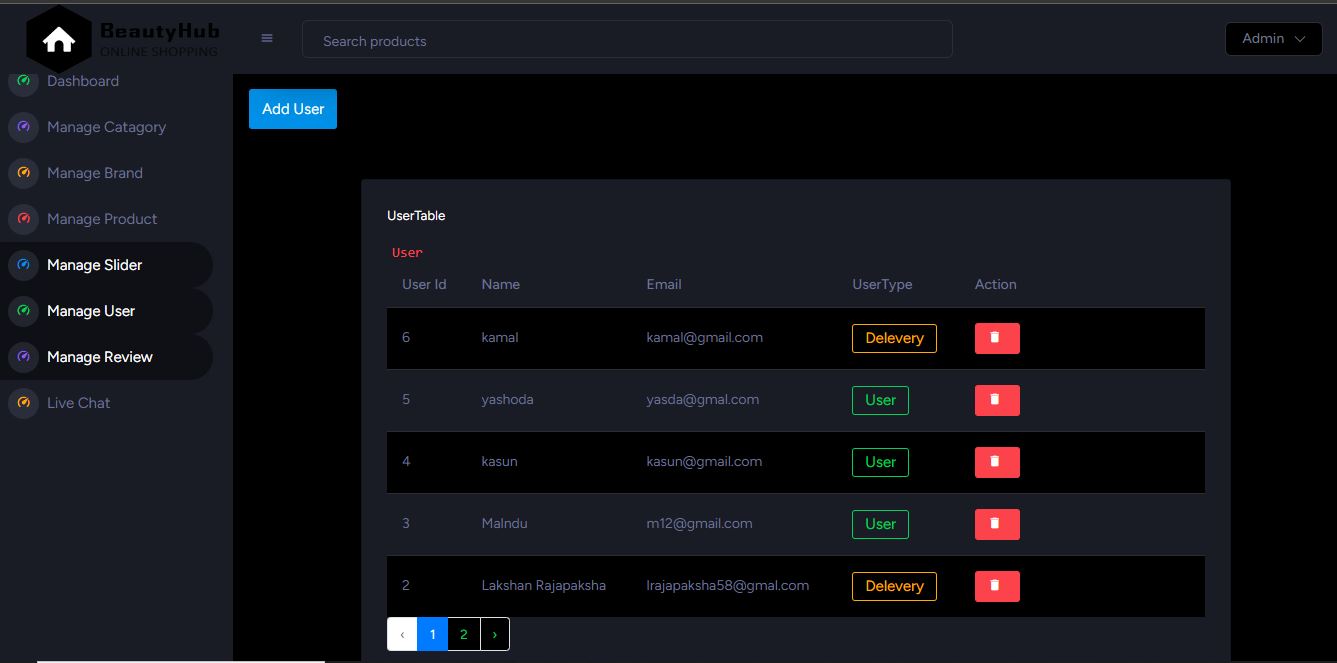 BeautyHub
ONLINE SHOPPING
Search products
Admin
Dashboard
Manage Catagory
Manage Brand
Manage Product
Manage Slider
Manage User
Manage Review
Live Chat
Add User
UserTable
User
User Id Name Email UserType Action
6 kamal kamal@gmail.com Delevery
5 yashoda yasda@gmal.com User
4 kasun kasun@gmail.com User
3 Malndu m12@gmail.com User
2 Lakshan Rajapaksha lrajapaksha58@gmal.com Delevery
‹ 1 2 ›